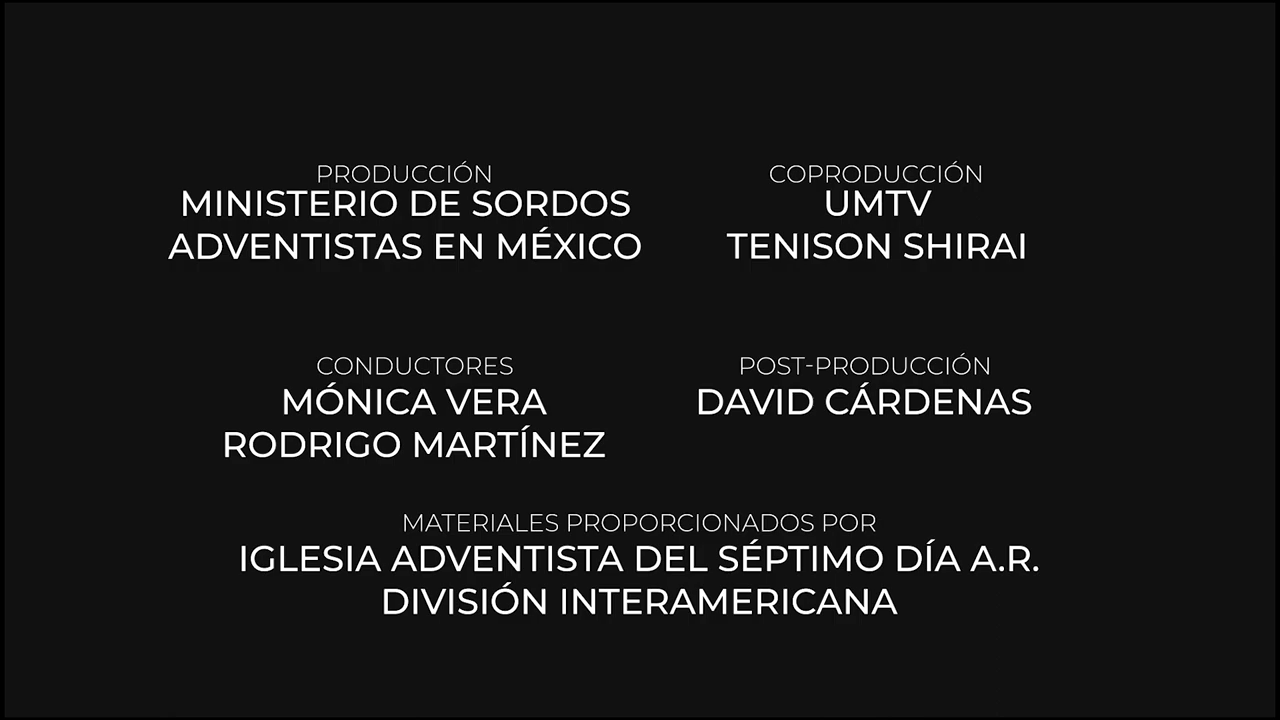 PRODUCCIÓN
MINISTERIO DE SORDOS
ADVENTISTAS EN MÉXICO
COPRODUCCIÓN
UMTV
TENISON SHIRAI
CONDUCTORES
MÓNICA VERA
RODRIGO MARTÍNEZ
POST-PRODUCCIÓN
DAVID CÁRDENAS
MATERIALES PROPORCIONADOS POR
IGLESIA ADVENTISTA DEL SÉPTIMO DÍA A.R.
DIVISIÓN INTERAMERICANA